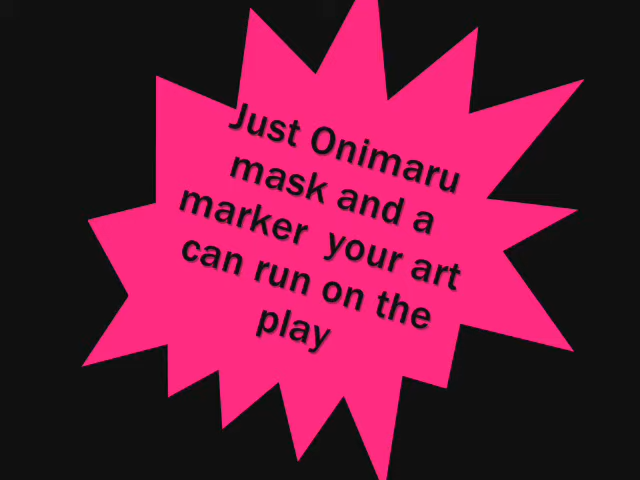 Just Onimaru
mask and a
marker  your art
can run on the
play